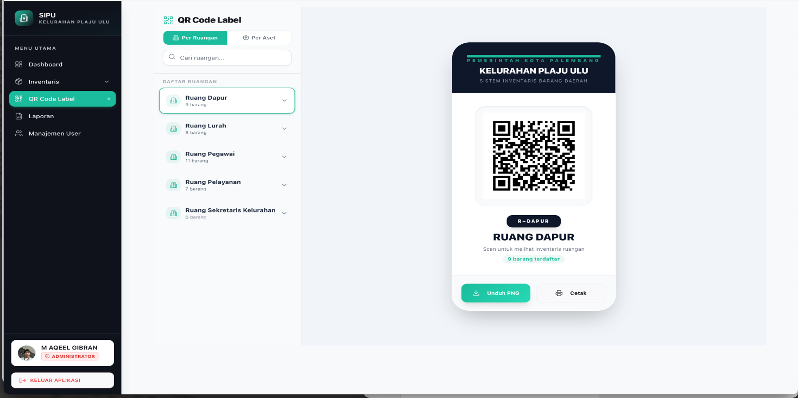 SIPU
KELURAHAN PLAJU ULU
MENU UTAMA
Dashboard
Inventaris
QR Code Label
Laporan
Manajemen User
M AQEEL GIBRAN
ADMINISTRATOR
KELUAR APLIKASI
QR Code Label
Per Ruangan
Per Aset
Cari ruangan...
DAFTAR RUANGAN
Ruang Dapur
9 barang
Ruang Lurah
8 barang
Ruang Pegawai
11 barang
Ruang Pelayanan
7 barang
Ruang Sekretaris Kelurahan
barang
PEMERINTAH KOTA PALEMBANG
KELURAHAN PLAJU ULU
SISTEM INVENTARIS BARANG DAERAH
R-DAPUR
RUANG DAPUR
Scan untuk melihat inventaris ruangan
9 barang terdaftar
Unduh PNG
Cetak